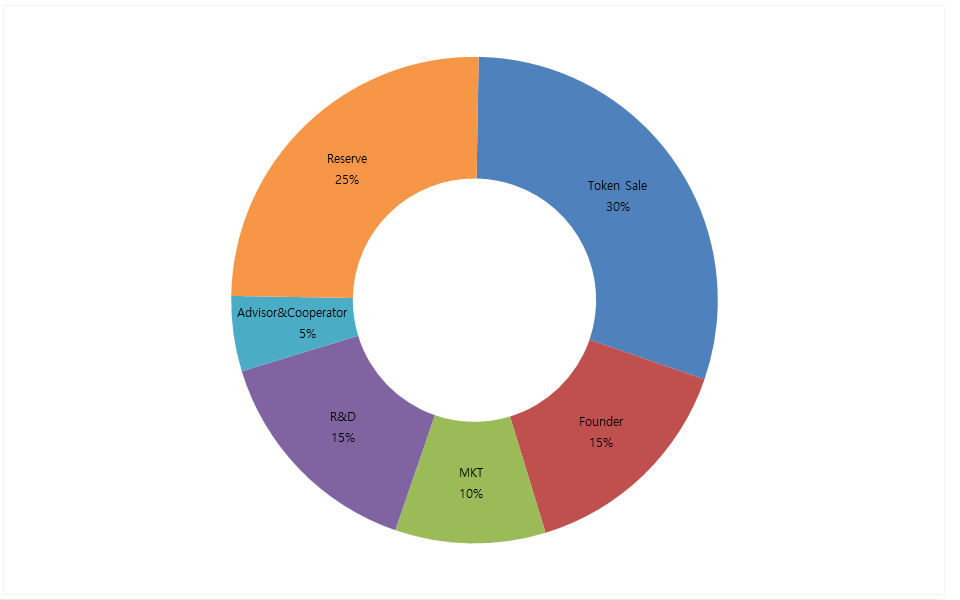 Reserve
25%
Token Sale
30%
Advisor&Cooperator
5%
R&D
15%
Founder
15%
MKT
10%